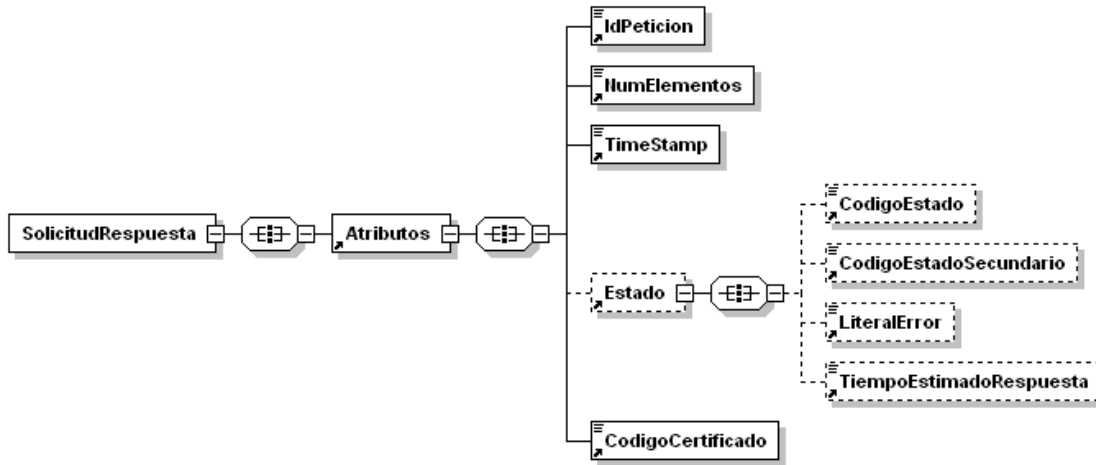 IdPeticion
NumElementos
TimeStamp
CodigoEstado
SolicitudRespuesta
Atributos
CodigoEstadoSecundario
Estado
LiteralError
TiempoEstimadoRespuesta
CodigoCertificado